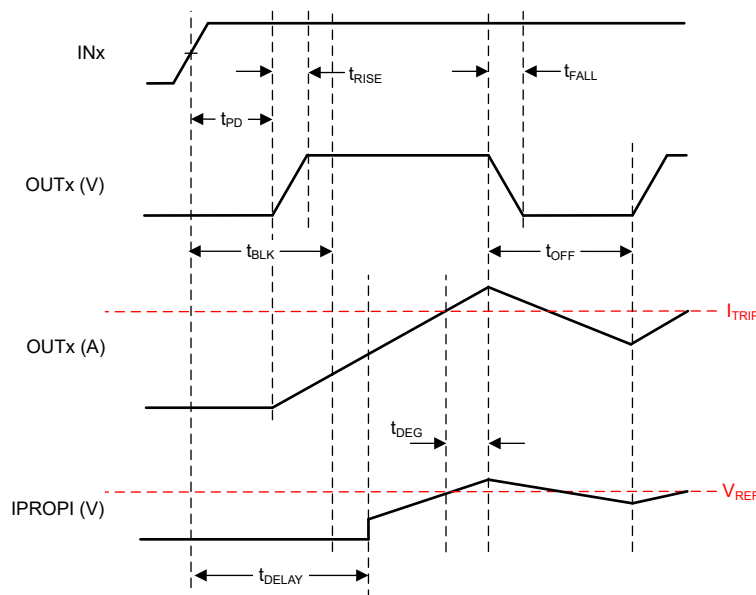 INx
tRISE
tFALL
tPD
OUTx (V)
tBLK
tOFF
ITRIP
OUTx (A)
tDEG
VREF
IPROPI (V)
tDELAY